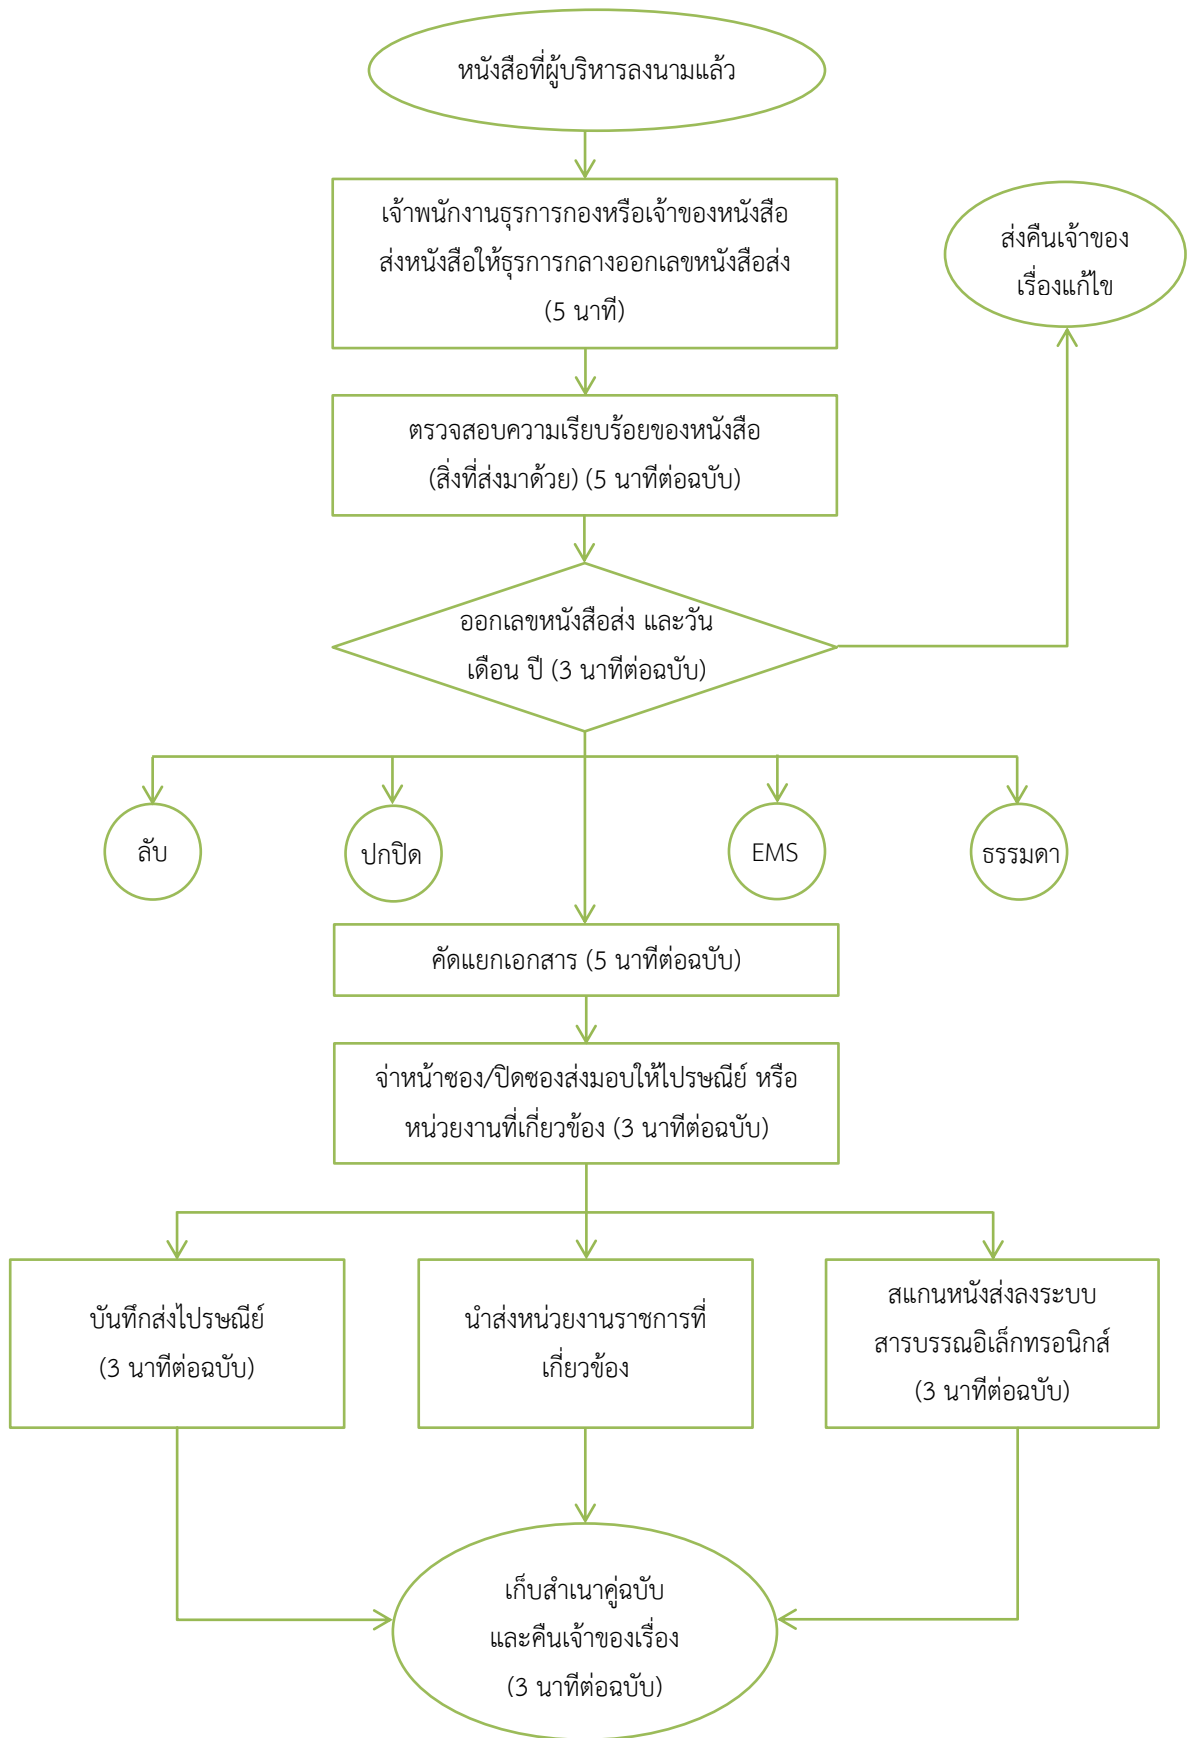 หนังสือที่ผู้บริหารลงนามแล้ว
เจ้าพนักงานธุรการกองหรือเจ้าของหนังสือ
ส่งหนังสือให้ธุรการกลางออกเลขหนังสือส่ง
(5 นาที)
ส่งคืนเจ้าของ
เรื่องแก้ไข
ตรวจสอบความเรียบร้อยของหนังสือ
(สิ่งที่ส่งมาด้วย) (5 นาทีต่อฉบับ)
ออกเลขหนังสือส่ง และวัน
เดือน ปี (3 นาทีต่อฉบับ)
ลับ
ปกปิด
EMS
ธรรมดา
คัดแยกเอกสาร (5 นาทีต่อฉบับ)
จ่าหน้าซอง/ปิดซองส่งมอบให้ไปรษณีย์ หรือ
หน่วยงานที่เกี่ยวข้อง (3 นาทีต่อฉบับ)
บันทึกส่งไปรษณีย์
(3 นาทีต่อฉบับ)
นำส่งหน่วยงานราชการที่
เกี่ยวข้อง
สแกนหนังส่งลงระบบ
สารบรรณอิเล็กทรอนิกส์
(3 นาทีต่อฉบับ)
เก็บสำเนาคู่ฉบับ
และคืนเจ้าของเรื่อง
(3 นาทีต่อฉบับ)